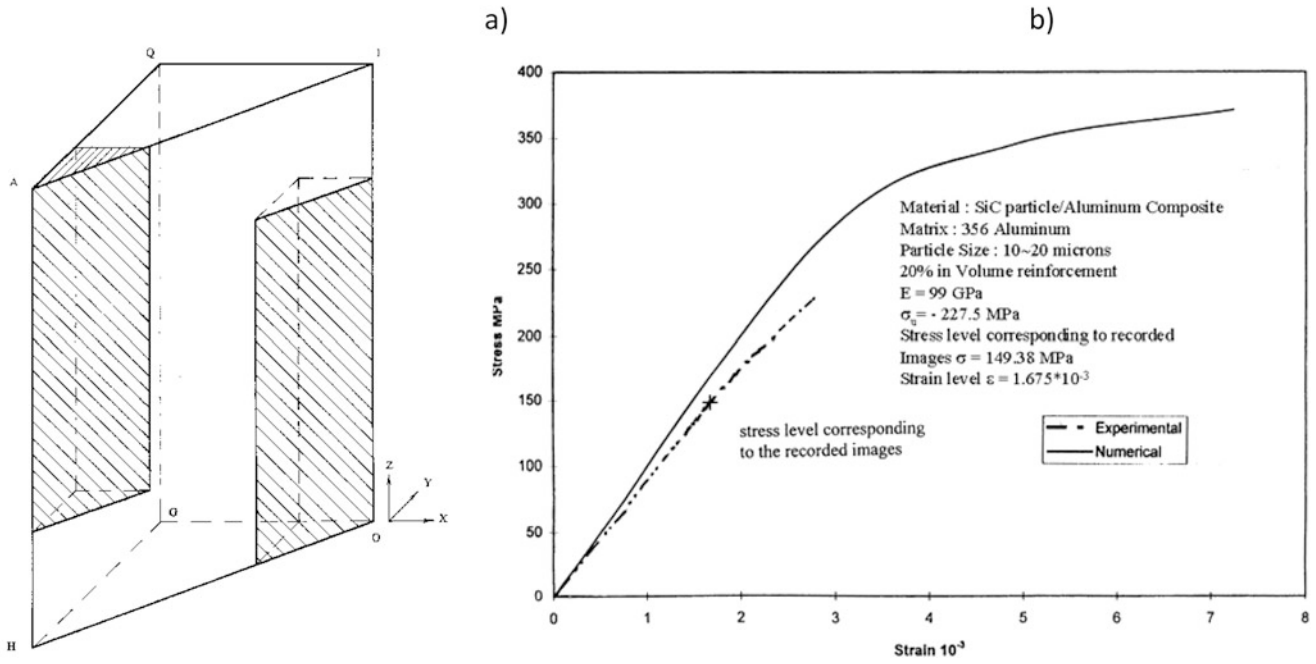 a)
b)
Q
I
A
G
O
H
Z
Y
X
400
350
300
250
200
150
100
50
0
Stress MPa
0
1
2
3
4
5
6
7
8
Strain 10⁻³
Material : SiC particle/Aluminum Composite
Matrix : 356 Aluminum
Particle Size : 10~20 microns
20% in Volume reinforcement
E = 99 GPa
= - 227.5 MPa
Stress level corresponding to recorded
Images σ = 149.38 MPa
Strain level ε = 1.675*10⁻³
stress level corresponding
to the recorded images
Experimental
Numerical